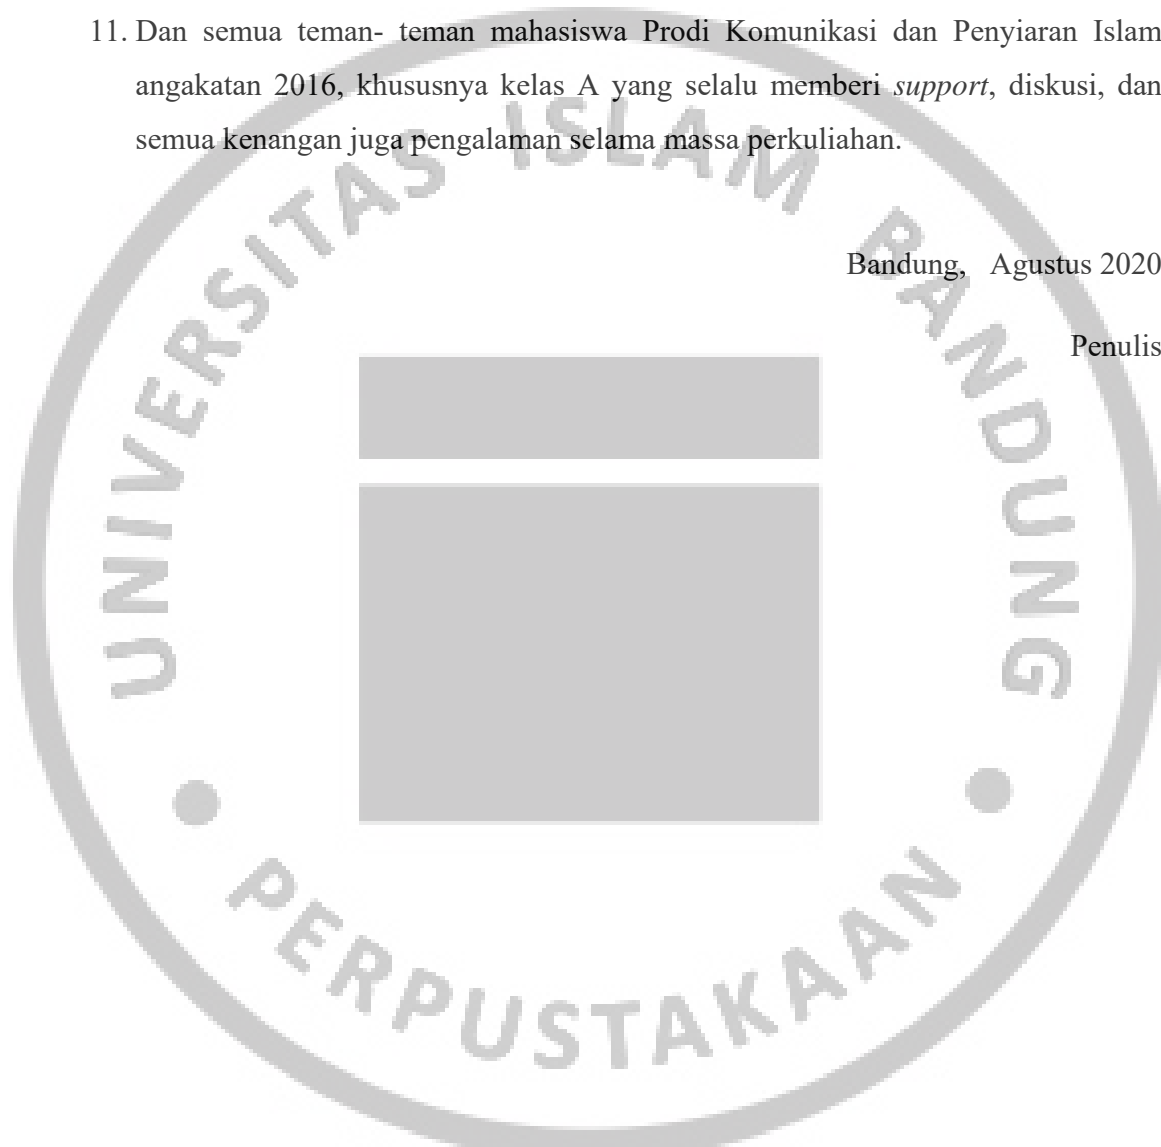 11. Dan semua teman- teman mahasiswa Prodi Komunikasi dan Penyiaran Islam
angakatan 2016, khususnya kelas A yang selalu memberi support, diskusi, dan
semua kenangan juga pengalaman selama massa perkuliahan.
Bandung, Agustus 2020
Penulis
UNIVERSITAS ISLAM BANDUNG
PERPUSTAKAAN